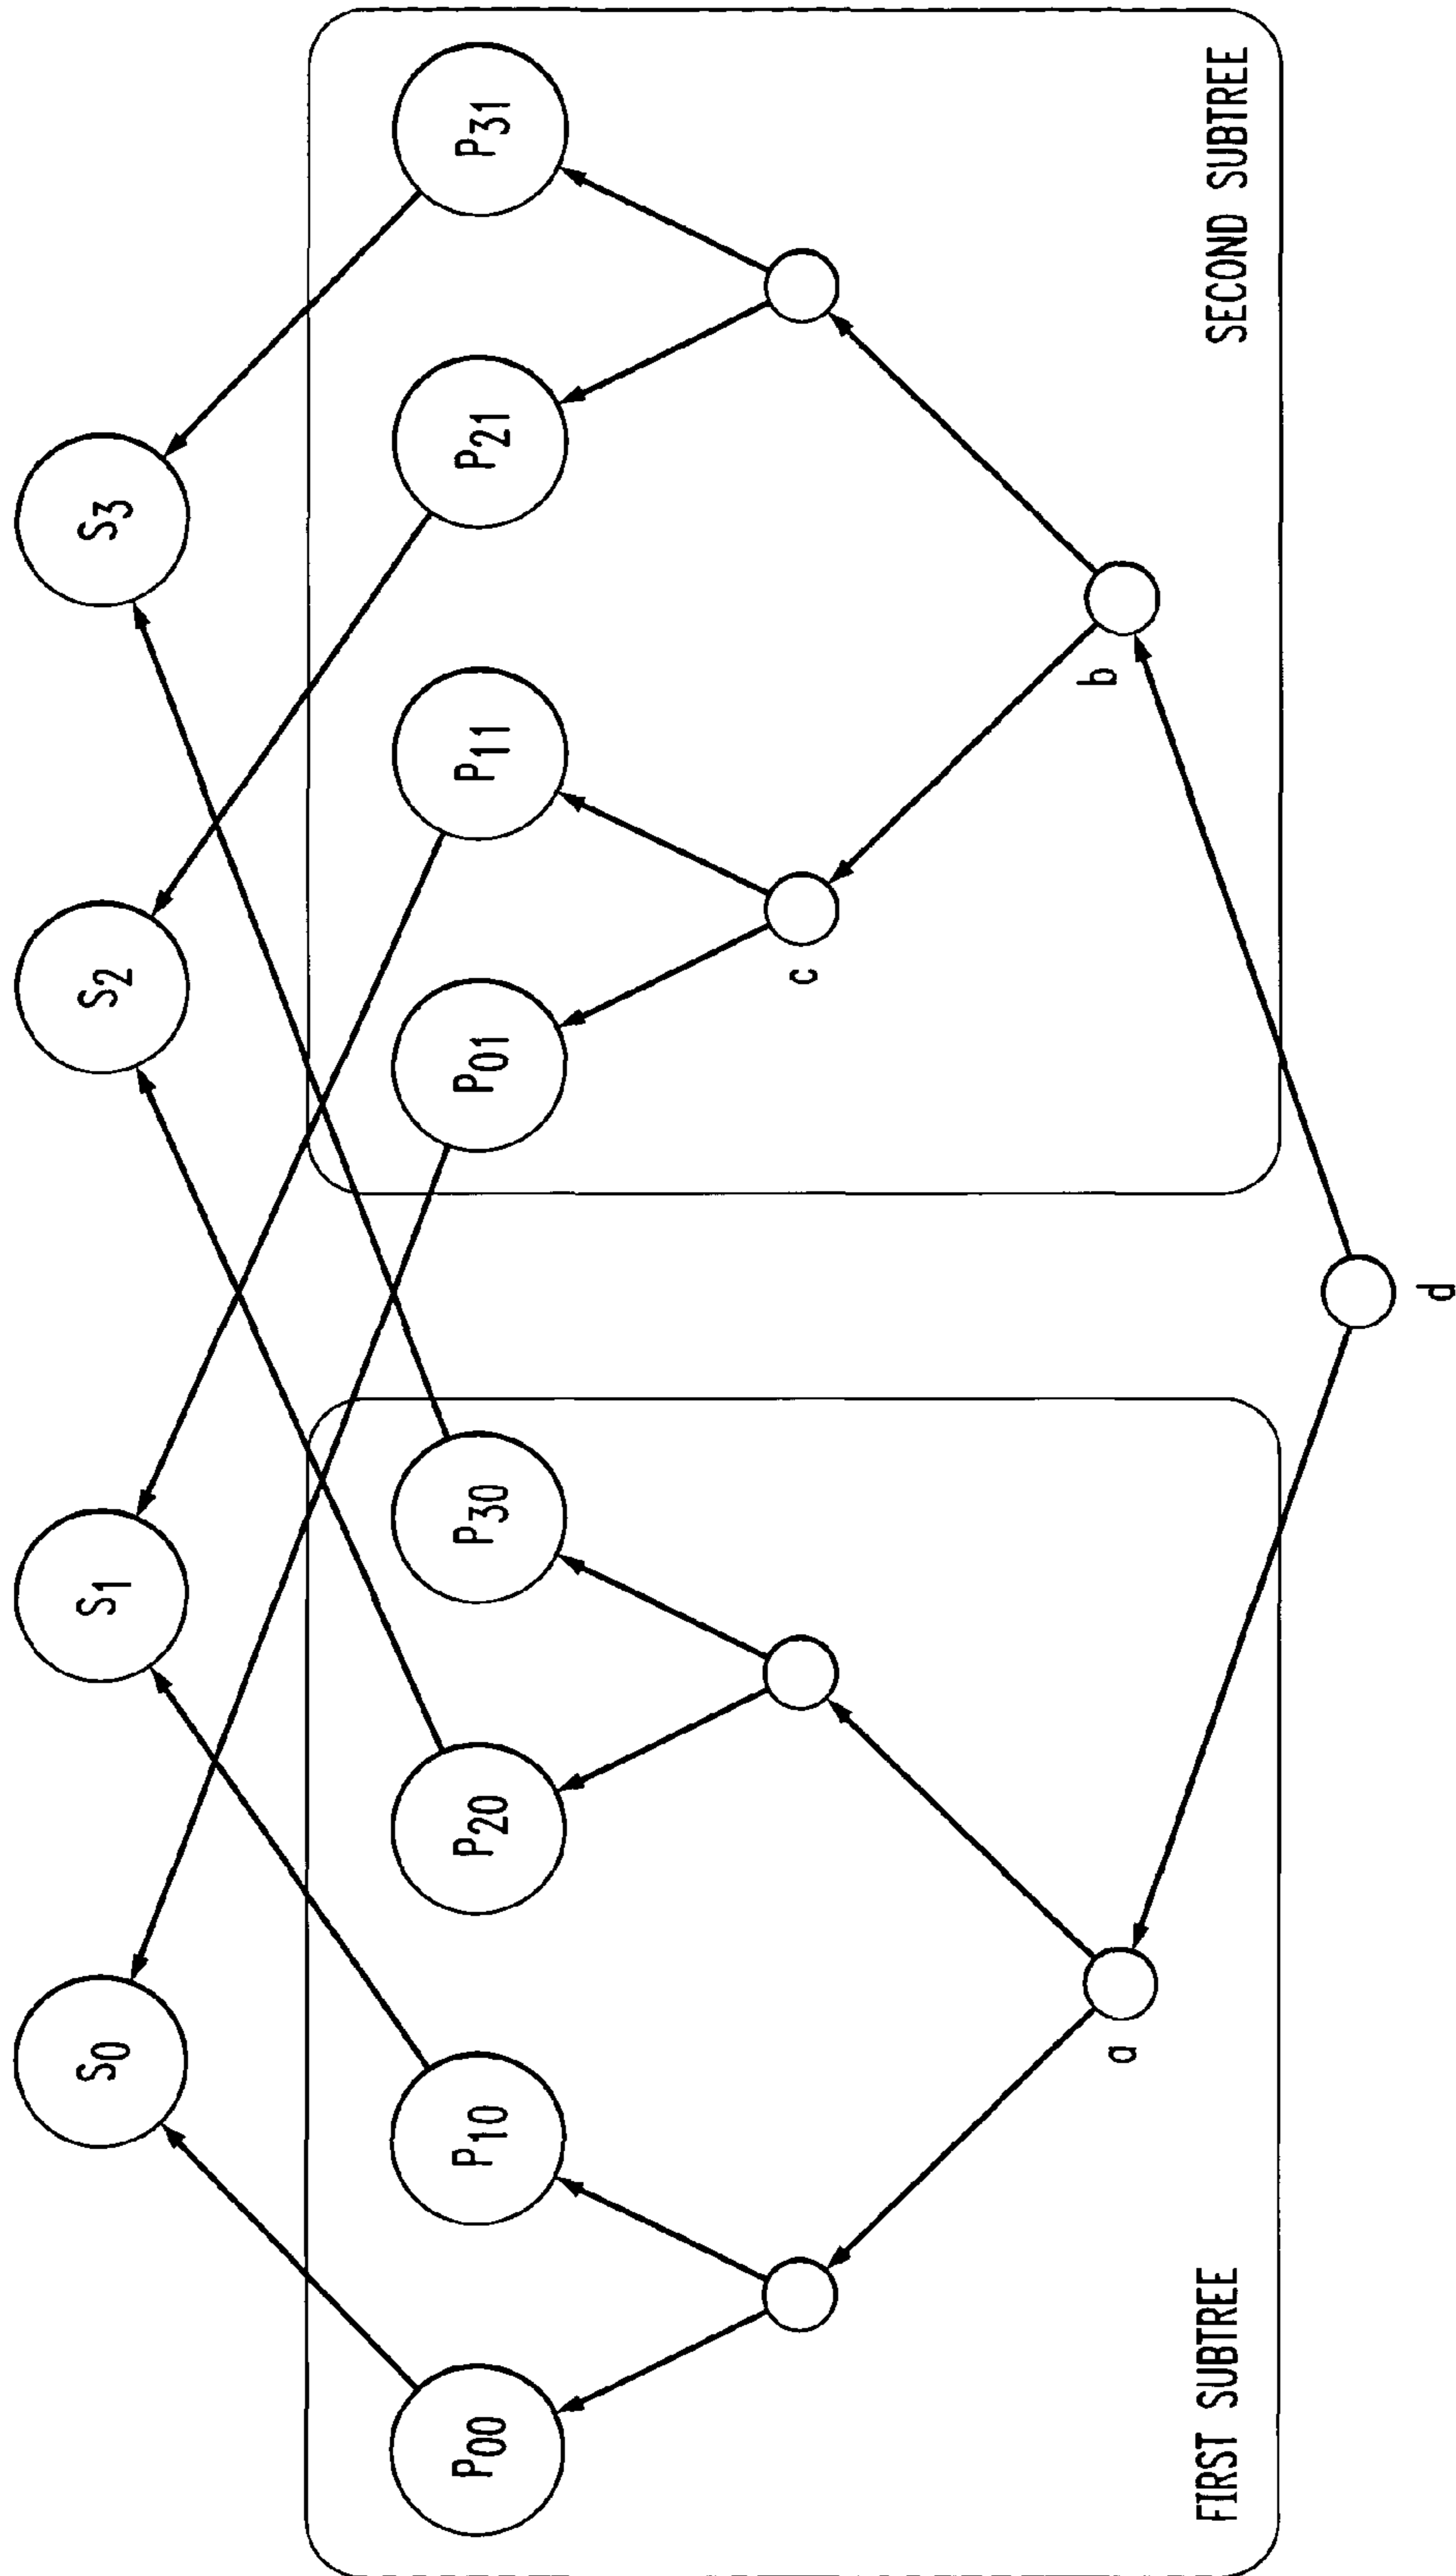 S0
S1
S2
S3
P00
P10
P20
P30
P01
P11
P21
P31
c
a
b
FIRST SUBTREE
SECOND SUBTREE
d